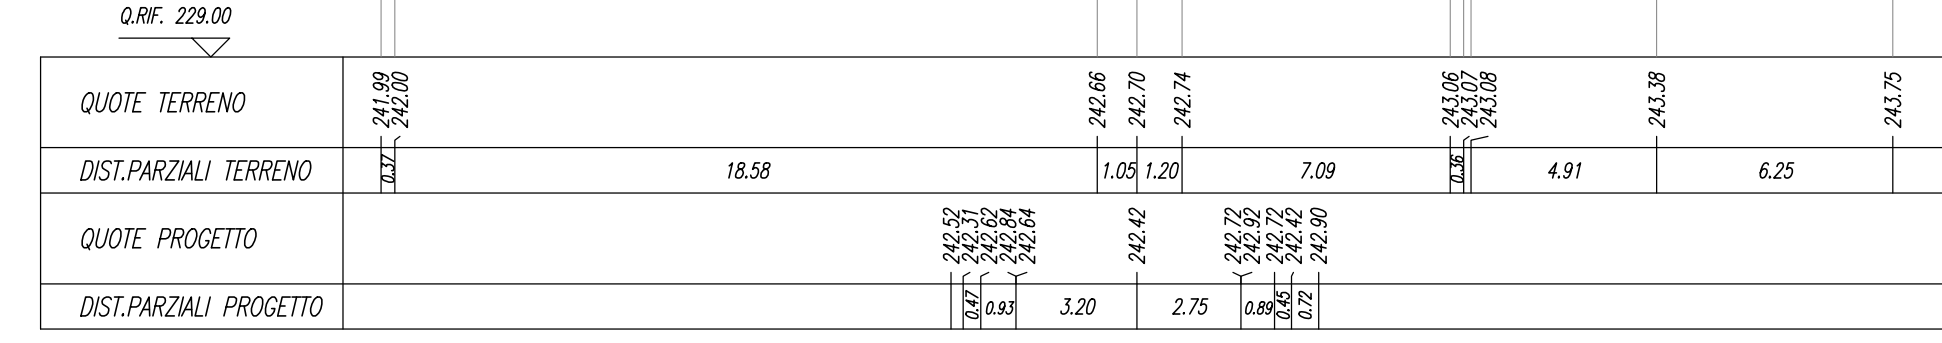 Q.RIF. 229.00
QUOTE TERRENO 241.99 242.00 242.66 242.70 242.74 243.06 243.07 243.08 243.38 243.75
DIST.PARZIALI TERRENO 0.37 18.58 1.05 1.20 7.09 0.36 4.91 6.25
QUOTE PROGETTO 242.52 242.31 242.62 242.84 242.64 242.42 242.72 242.92 242.72 242.42 242.90
DIST.PARZIALI PROGETTO 0.47 0.93 3.20 2.75 0.89 0.45 0.72